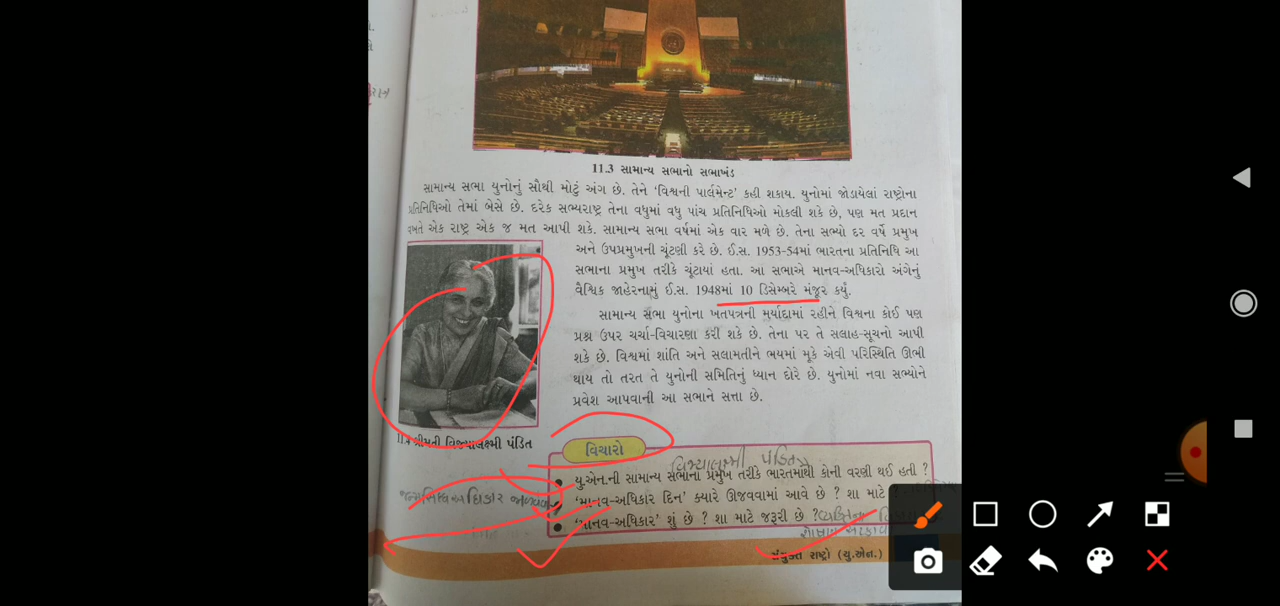 11.3 સામાન્ય સભાનો સભાખંડ
સામાન્ય સભા યુનોનું સૌથી મોટું અંગ છે. તેને ‘વિશ્વની પાર્લમેન્ટ’ કહી શકાય. યુનોમાં જોડાયેલાં રાષ્ટ્રોના
પ્રતિનિધિઓ તેમાં બેસે છે. દરેક સભ્યરાષ્ટ્ર તેના વધુમાં વધુ પાંચ પ્રતિનિધિઓ મોકલી શકે છે, પણ મત પ્રદાન
વખતે એક રાષ્ટ્ર એક જ મત આપી શકે. સામાન્ય સભા વર્ષમાં એક વાર મળે છે. તેના સભ્યો દર વર્ષે પ્રમુખ
અને ઉપપ્રમુખની ચૂંટણી કરે છે. ઈ.સ. 1953-54માં ભારતના પ્રતિનિધિ આ
સભાના પ્રમુખ તરીકે ચૂંટાયાં હતા. આ સભાએ માનવ-અધિકારો અંગેનું
વૈશ્વિક જાહેરનામું ઈ.સ. 1948માં 10 ડિસેમ્બરે મંજૂર કર્યું.
સામાન્ય સભા યુનોના ખતપત્રની મર્યાદામાં રહીને વિશ્વના કોઈ પણ
પ્રશ્ન ઉપર ચર્ચા-વિચારણા કરી શકે છે. તેના પર તે સલાહ-સૂચનો આપી
શકે છે. વિશ્વમાં શાંતિ અને સલામતીને ભયમાં મૂકે એવી પરિસ્થિતિ ઊભી
થાય તો તરત તે યુનોની સમિતિનું ધ્યાન દોરે છે. યુનોમાં નવા સભ્યોને
પ્રવેશ આપવાની આ સભાને સત્તા છે.
શ્રીમતી વિજ્યાલક્ષ્મી પંડિત
વિચારો
વિજ્યાલક્ષ્મી પંડિત
યુ.એન.ની સામાન્ય સભાના પ્રમુખ તરીકે ભારતમાંથી કોની વરણી થઈ હતી ?
‘માનવ-અધિકાર દિન’ ક્યારે ઊજવવામાં આવે છે ? શા માટે ?
‘માનવ-અધિકાર’ શું છે ? શા માટે જરૂરી છે ?
સંયુક્ત રાષ્ટ્રો (યુ.એન.)